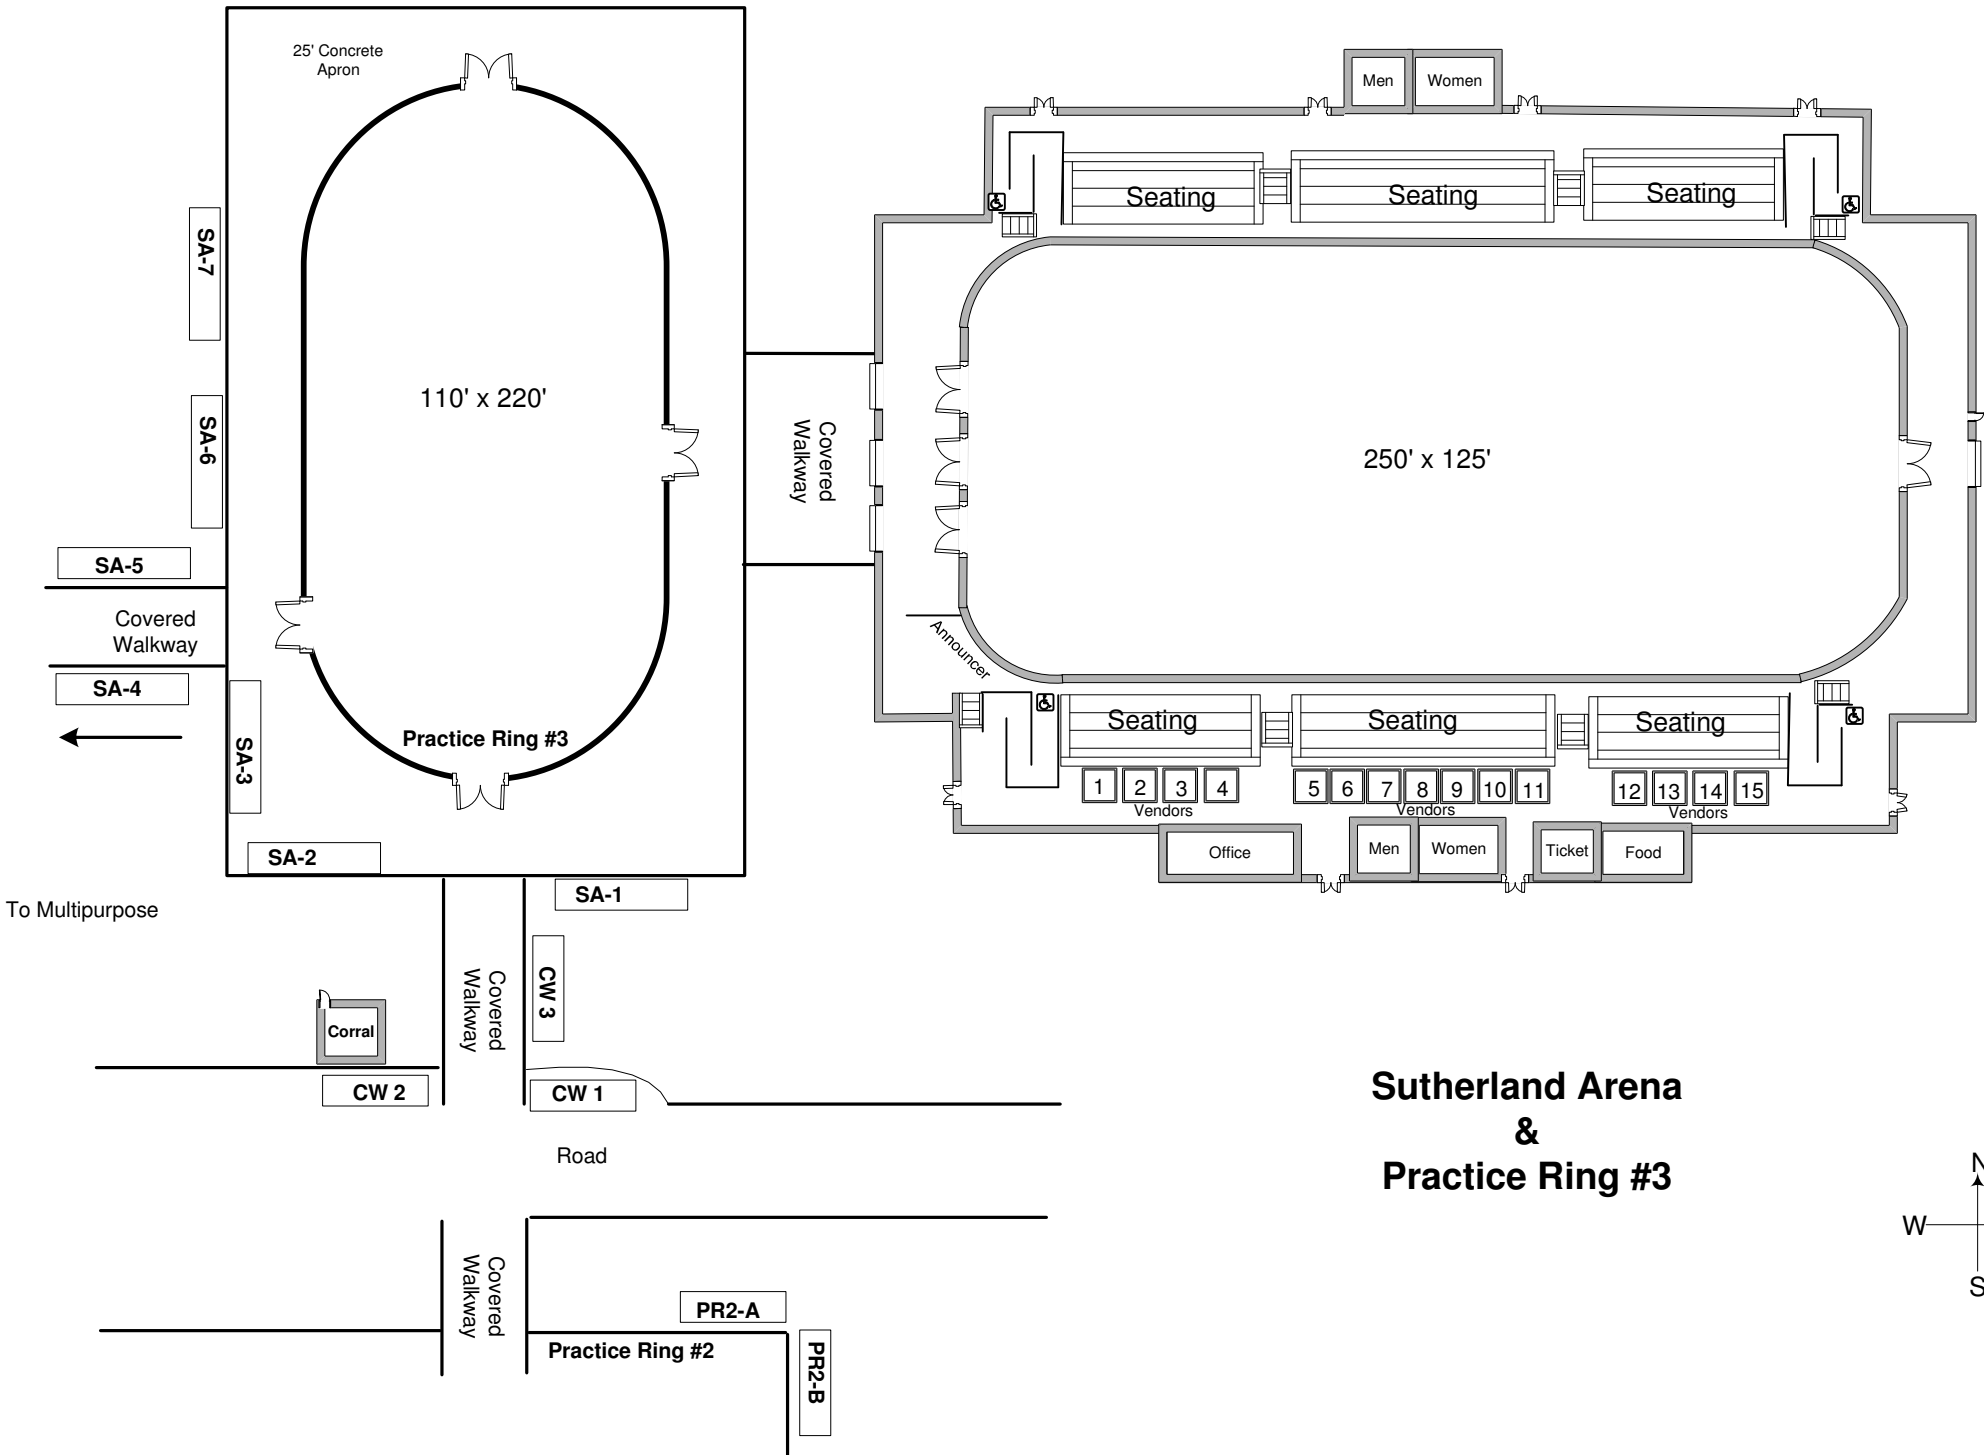 25' Concrete
Apron
Men
Women
Seating
Seating
Seating
SA-7
110' x 220'
SA-6
Covered
Walkway
250' x 125'
SA-5
Covered
Walkway
SA-4
Announcer
SA-3
Practice Ring #3
Seating
Seating
Seating
1
2
3
4
5
6
7
8
9
10
11
12
13
14
15
Vendors
Vendors
Vendors
Office
Men
Women
Ticket
Food
SA-2
SA-1
To Multipurpose
Covered
Walkway
CW 3
Corral
CW 2
CW 1
Road
Sutherland Arena
&
Practice Ring #3
N
W
S
Covered
Walkway
PR2-A
Practice Ring #2
PR2-B